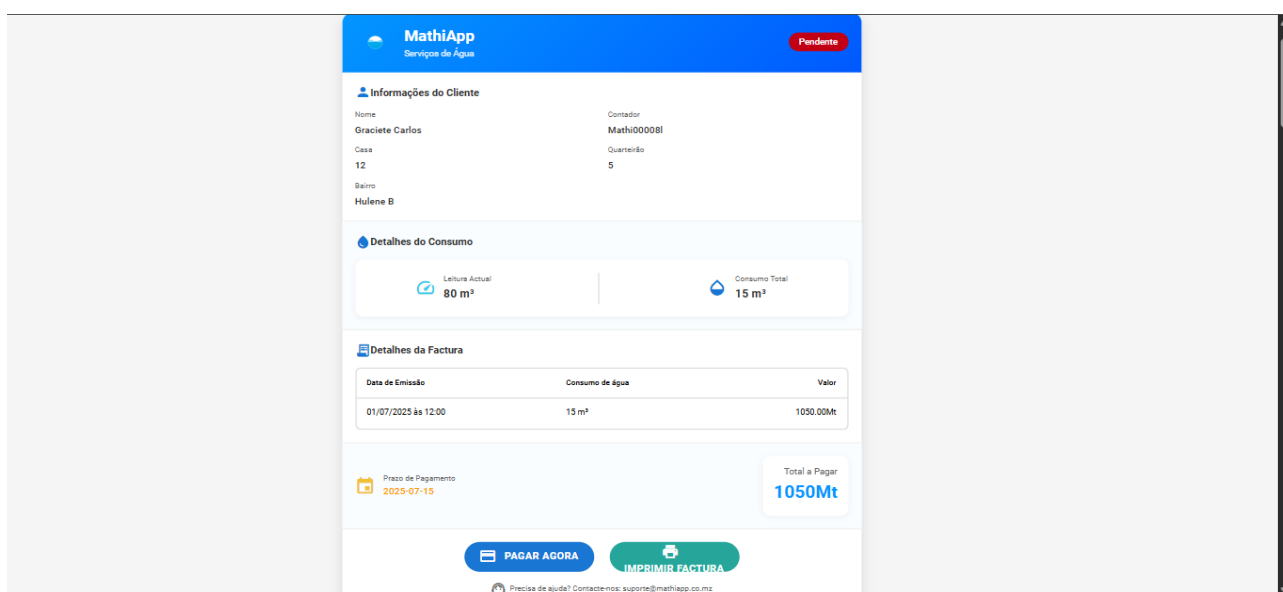 MathiApp
Serviços de Água
Pendente
Informações do Cliente
Nome
Contador
Graciete Carlos
Mathi00008l
Casa
Quarteirão
12
5
Bairro
Hulene B
Detalhes do Consumo
Leitura Actual
80 m³
Consumo Total
15 m³
Detalhes da Factura
Data de Emissão Consumo de água Valor
01/07/2025 às 12:00 15 m³ 1050.00Mt
Prazo de Pagamento
2025-07-15
Total a Pagar
1050Mt
PAGAR AGORA
IMPRIMIR FACTURA
Precisa de ajuda? Contacte-nos: suporte@mathiapp.co.mz